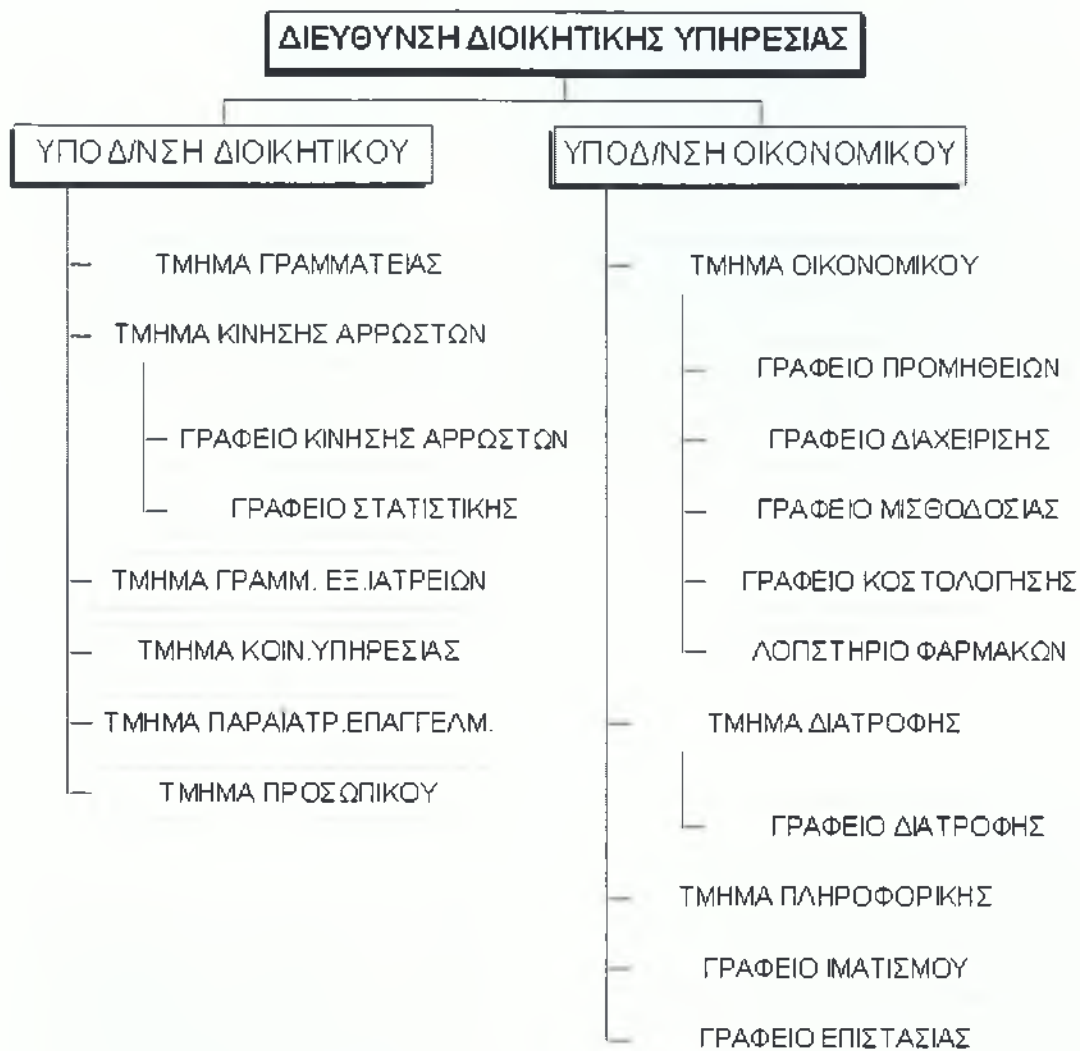 ΔΙΕΥΘΥΝΣΗ ΔΙΟΙΚΗΤΙΚΗΣ ΥΠΗΡΕΣΙΑΣ
ΥΠΟΔ/ΝΣΗ ΔΙΟΙΚΗΤΙΚΟΥ
ΤΜΗΜΑ ΓΡΑΜΜΑΤΕΙΑΣ
ΤΜΗΜΑ ΚΙΝΗΣΗΣ ΑΡΡΩΣΤΩΝ
ΓΡΑΦΕΙΟ ΚΙΝΗΣΗΣ ΑΡΡΩΣΤΩΝ
ΓΡΑΦΕΙΟ ΣΤΑΤΙΣΤΙΚΗΣ
ΤΜΗΜΑ ΓΡΑΜΜ. ΕΞ.ΙΑΤΡΕΙΩΝ
ΤΜΗΜΑ ΚΟΙΝ.ΥΠΗΡΕΣΙΑΣ
ΤΜΗΜΑ ΠΑΡΑΙΑΤΡ.ΕΠΑΓΓΕΛΜ.
ΤΜΗΜΑ ΠΡΟΣΩΠΙΚΟΥ
ΥΠΟΔ/ΝΣΗ ΟΙΚΟΝΟΜΙΚΟΥ
ΤΜΗΜΑ ΟΙΚΟΝΟΜΙΚΟΥ
ΓΡΑΦΕΙΟ ΠΡΟΜΗΘΕΙΩΝ
ΓΡΑΦΕΙΟ ΔΙΑΧΕΙΡΙΣΗΣ
ΓΡΑΦΕΙΟ ΜΙΣΘΟΔΟΣΙΑΣ
ΓΡΑΦΕΙΟ ΚΟΣΤΟΛΟΓΗΣΗΣ
ΛΟΓΙΣΤΗΡΙΟ ΦΑΡΜΑΚΩΝ
ΤΜΗΜΑ ΔΙΑΤΡΟΦΗΣ
ΓΡΑΦΕΙΟ ΔΙΑΤΡΟΦΗΣ
ΤΜΗΜΑ ΠΛΗΡΟΦΟΡΙΚΗΣ
ΓΡΑΦΕΙΟ ΙΜΑΤΙΣΜΟΥ
ΓΡΑΦΕΙΟ ΕΠΙΣΤΑΣΙΑΣ